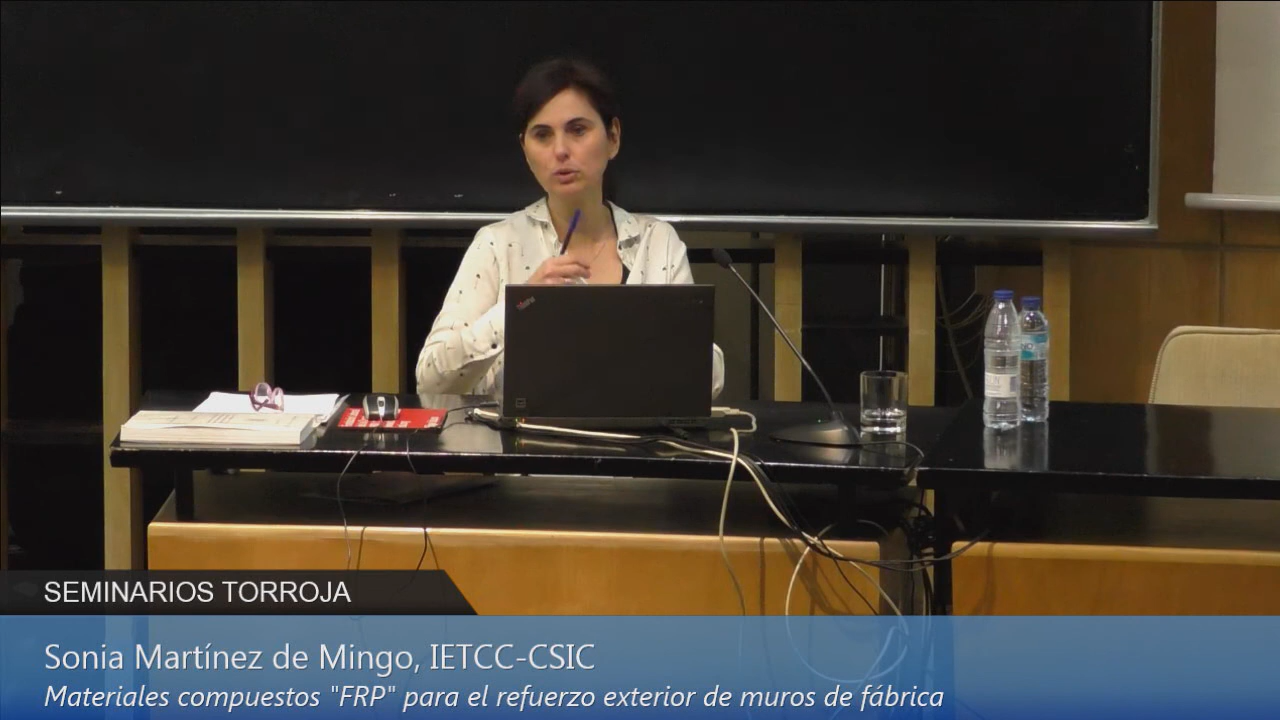 ThinkPad
SEMINARIOS TORROJA
Sonia Martínez de Mingo, IETCC-CSIC
Materiales compuestos "FRP" para el refuerzo exterior de muros de fábrica